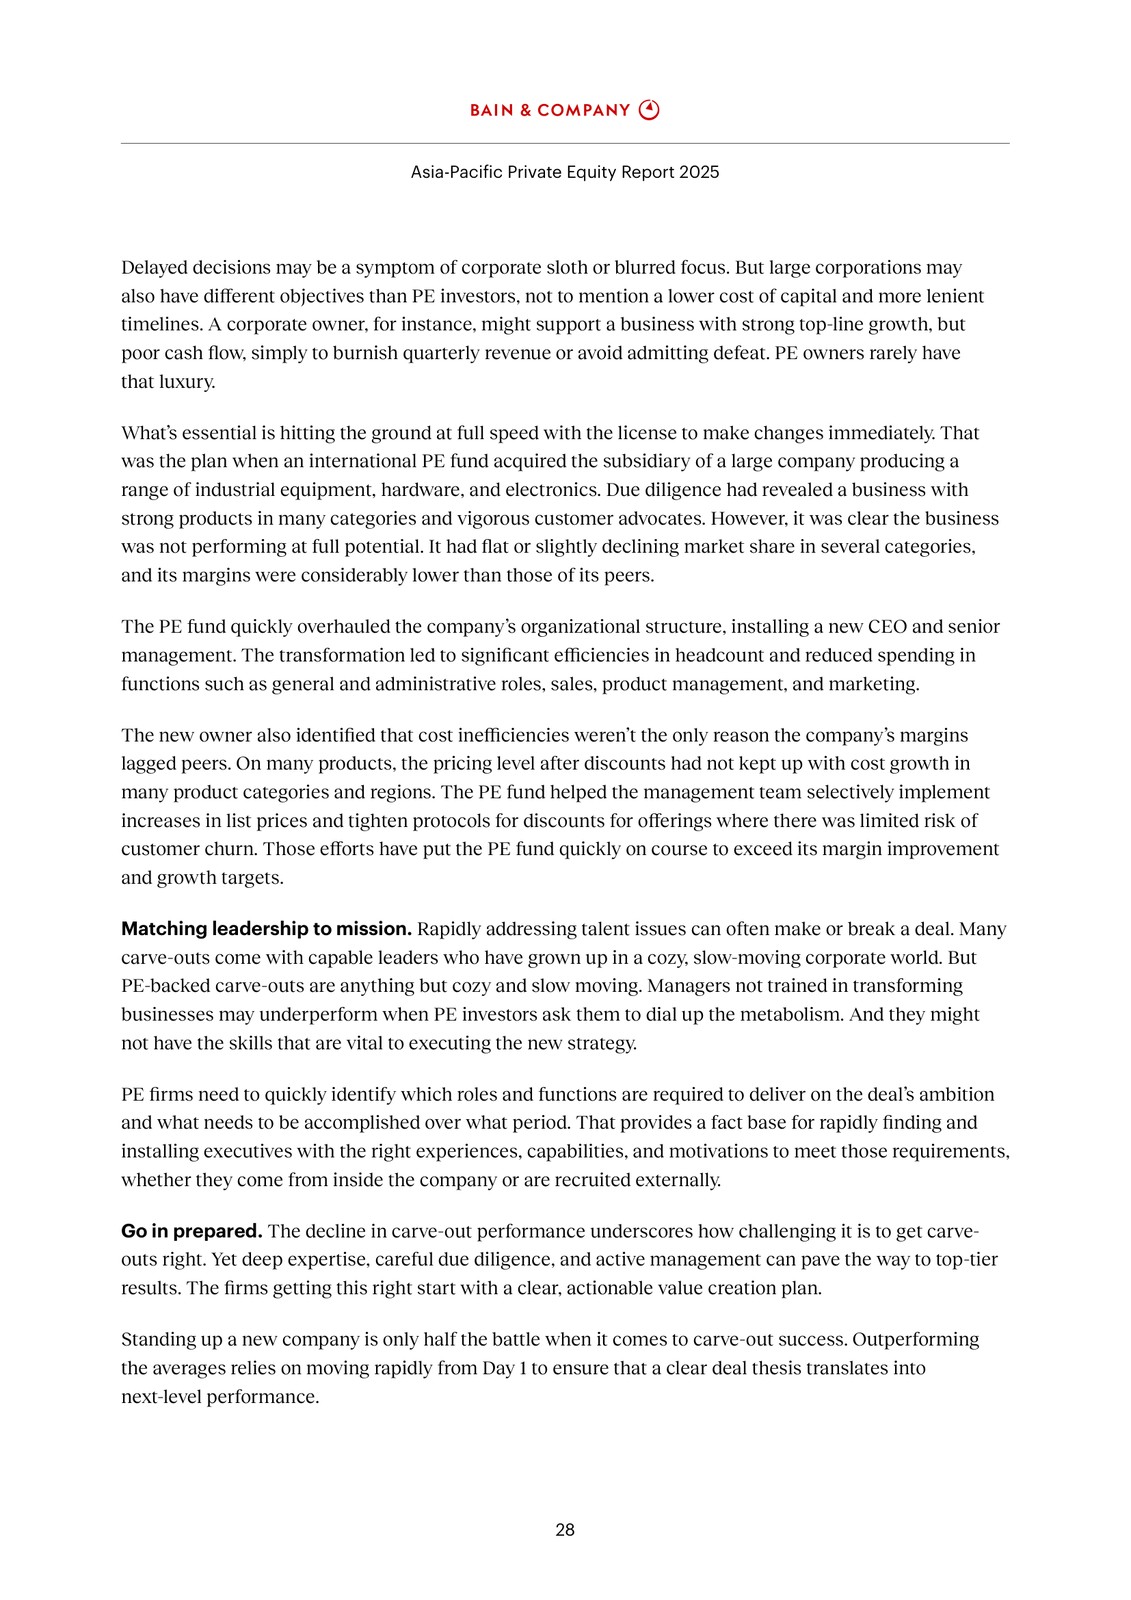 BAIN & COMPANY
Asia-Pacific Private Equity Report 2025
Delayed decisions may be a symptom of corporate sloth or blurred focus. But large corporations may
also have different objectives than PE investors, not to mention a lower cost of capital and more lenient
timelines. A corporate owner, for instance, might support a business with strong top-line growth, but
poor cash flow, simply to burnish quarterly revenue or avoid admitting defeat. PE owners rarely have
that luxury.
What’s essential is hitting the ground at full speed with the license to make changes immediately. That
was the plan when an international PE fund acquired the subsidiary of a large company producing a
range of industrial equipment, hardware, and electronics. Due diligence had revealed a business with
strong products in many categories and vigorous customer advocates. However, it was clear the business
was not performing at full potential. It had flat or slightly declining market share in several categories,
and its margins were considerably lower than those of its peers.
The PE fund quickly overhauled the company’s organizational structure, installing a new CEO and senior
management. The transformation led to significant efficiencies in headcount and reduced spending in
functions such as general and administrative roles, sales, product management, and marketing.
The new owner also identified that cost inefficiencies weren’t the only reason the company’s margins
lagged peers. On many products, the pricing level after discounts had not kept up with cost growth in
many product categories and regions. The PE fund helped the management team selectively implement
increases in list prices and tighten protocols for discounts for offerings where there was limited risk of
customer churn. Those efforts have put the PE fund quickly on course to exceed its margin improvement
and growth targets.
Matching leadership to mission. Rapidly addressing talent issues can often make or break a deal. Many
carve-outs come with capable leaders who have grown up in a cozy, slow-moving corporate world. But
PE-backed carve-outs are anything but cozy and slow moving. Managers not trained in transforming
businesses may underperform when PE investors ask them to dial up the metabolism. And they might
not have the skills that are vital to executing the new strategy.
PE firms need to quickly identify which roles and functions are required to deliver on the deal’s ambition
and what needs to be accomplished over what period. That provides a fact base for rapidly finding and
installing executives with the right experiences, capabilities, and motivations to meet those requirements,
whether they come from inside the company or are recruited externally.
Go in prepared. The decline in carve-out performance underscores how challenging it is to get carve-
outs right. Yet deep expertise, careful due diligence, and active management can pave the way to top-tier
results. The firms getting this right start with a clear, actionable value creation plan.
Standing up a new company is only half the battle when it comes to carve-out success. Outperforming
the averages relies on moving rapidly from Day 1 to ensure that a clear deal thesis translates into
next-level performance.
28